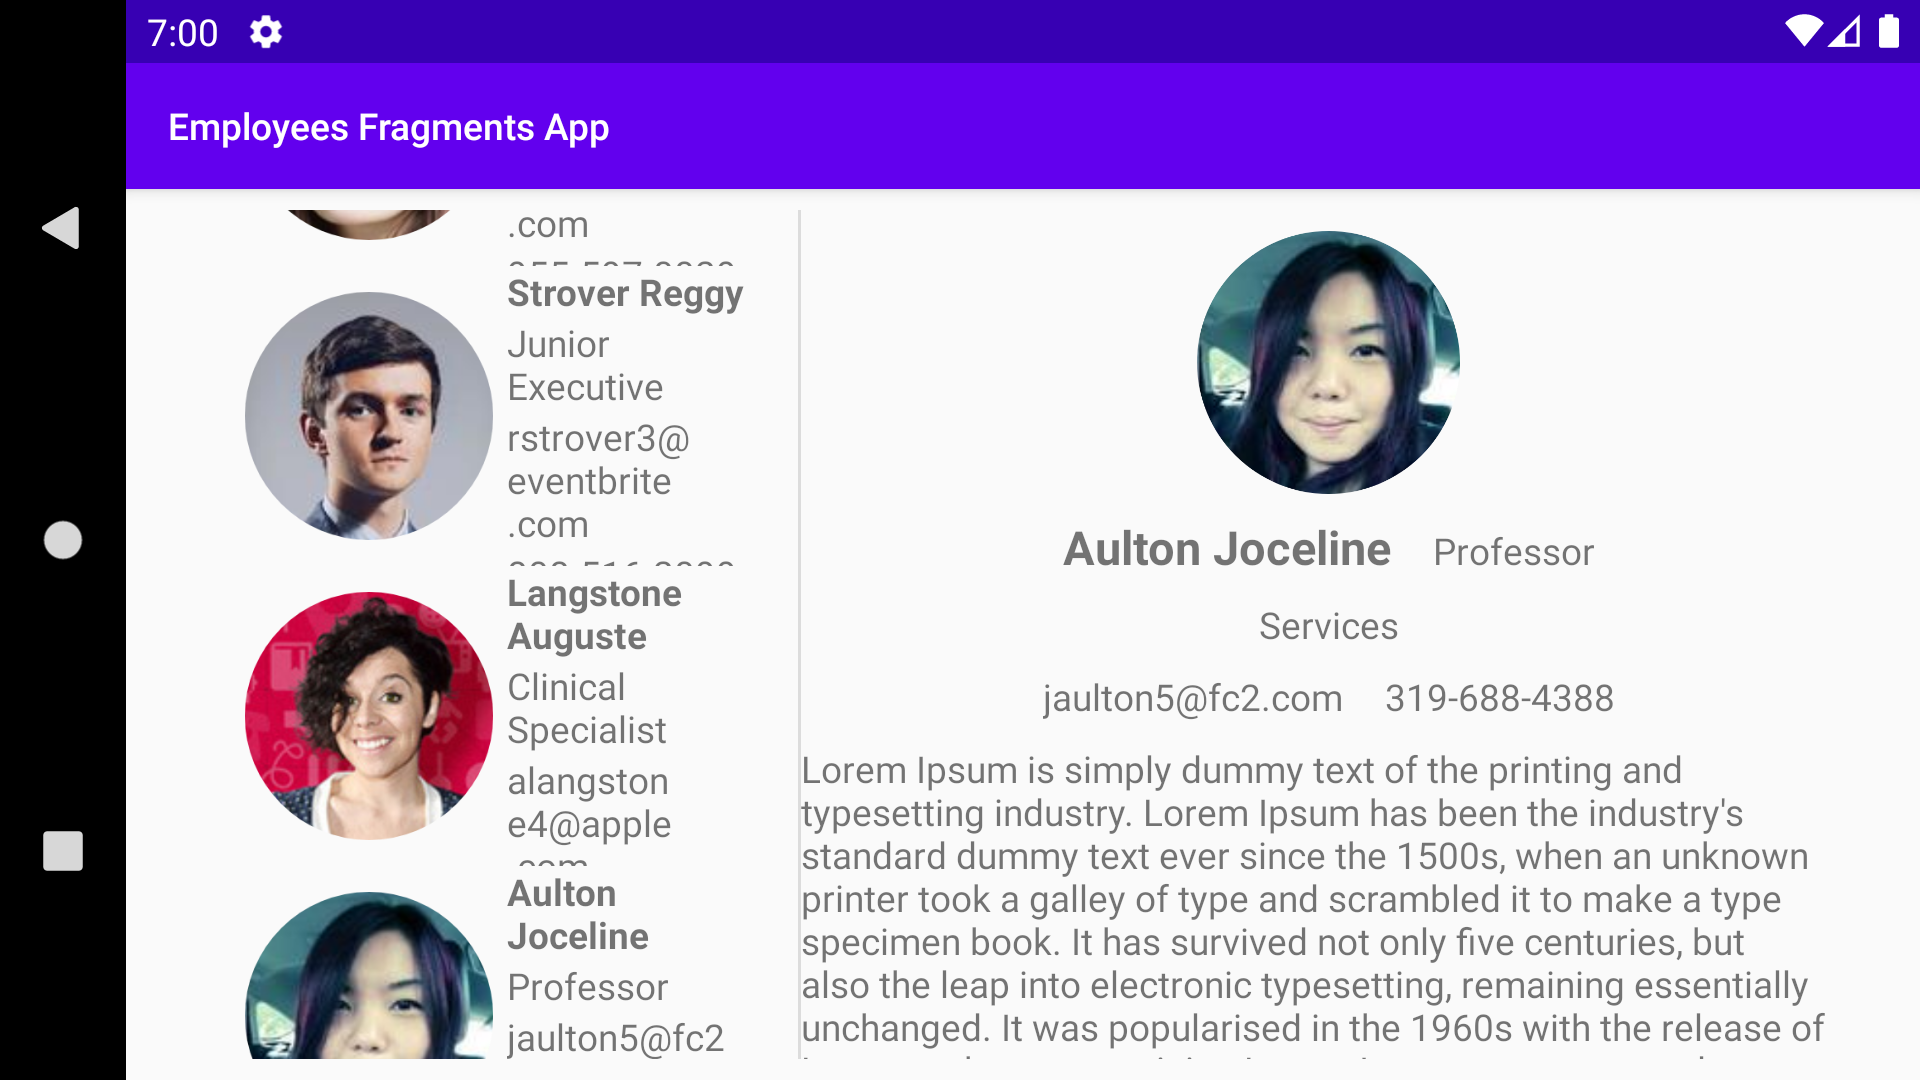 7:00
Employees Fragments App
.com
Strover Reggy
Junior
Executive
rstrover3@
eventbrite
.com
Langstone
Auguste
Clinical
Specialist
alangston
e4@apple
.com
Aulton
Joceline
Professor
jaulton5@fc2
Aulton Joceline Professor
Services
jaulton5@fc2.com 319-688-4388
Lorem Ipsum is simply dummy text of the printing and
typesetting industry. Lorem Ipsum has been the industry's
standard dummy text ever since the 1500s, when an unknown
printer took a galley of type and scrambled it to make a type
specimen book. It has survived not only five centuries, but
also the leap into electronic typesetting, remaining essentially
unchanged. It was popularised in the 1960s with the release of